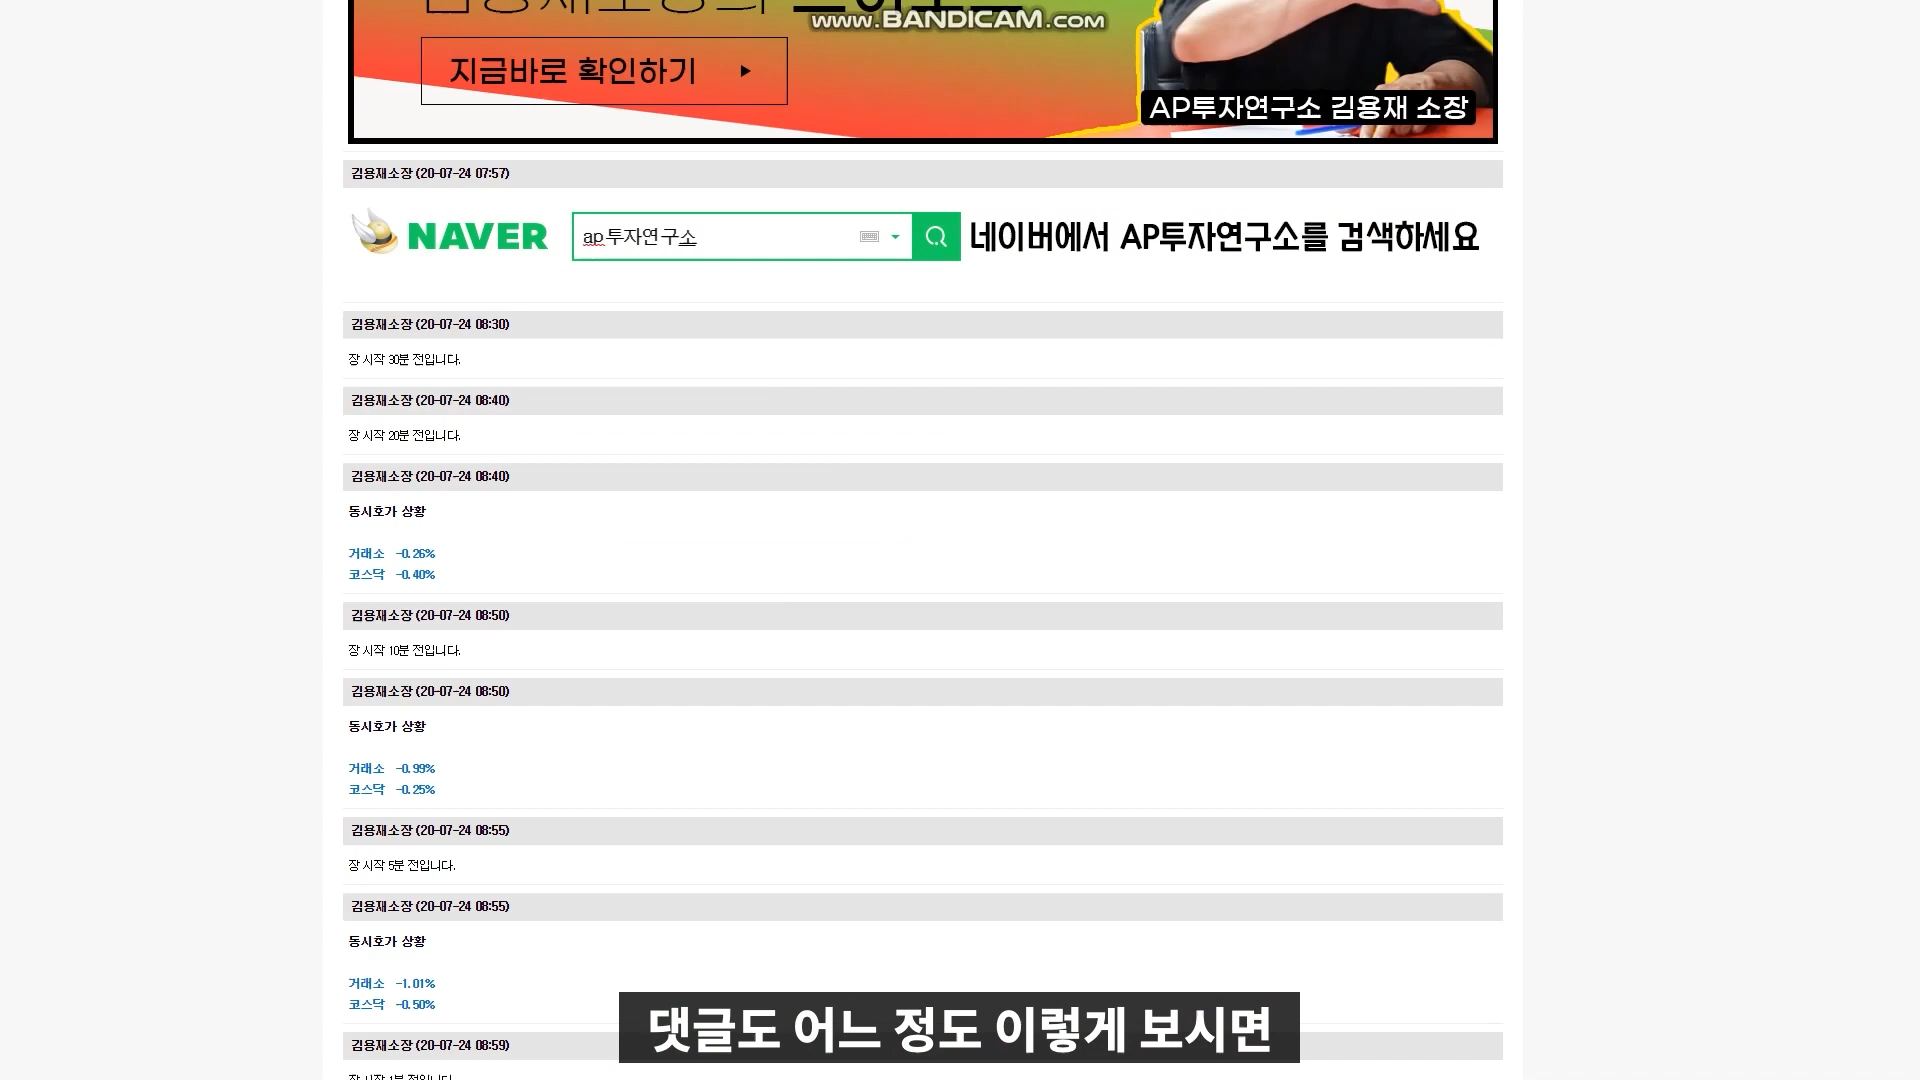 www.BANDICAM.com
지금바로 확인하기 ▶
AP투자연구소 김용재 소장
김용재소장 (20-07-24 07:57)
NAVER ap투자연구소 네이버에서 AP투자연구소를 검색하세요
김용재소장 (20-07-24 08:30)
장 시작 30분 전입니다.
김용재소장 (20-07-24 08:40)
장 시작 20분 전입니다.
김용재소장 (20-07-24 08:40)
동시호가 상황
거래소 -0.26%
코스닥 -0.40%
김용재소장 (20-07-24 08:50)
장 시작 10분 전입니다.
김용재소장 (20-07-24 08:50)
동시호가 상황
거래소 -0.99%
코스닥 -0.25%
김용재소장 (20-07-24 08:55)
장 시작 5분 전입니다.
김용재소장 (20-07-24 08:55)
동시호가 상황
거래소 -1.01%
코스닥 -0.50%
댓글도 어느 정도 이렇게 보시면
김용재소장 (20-07-24 08:59)